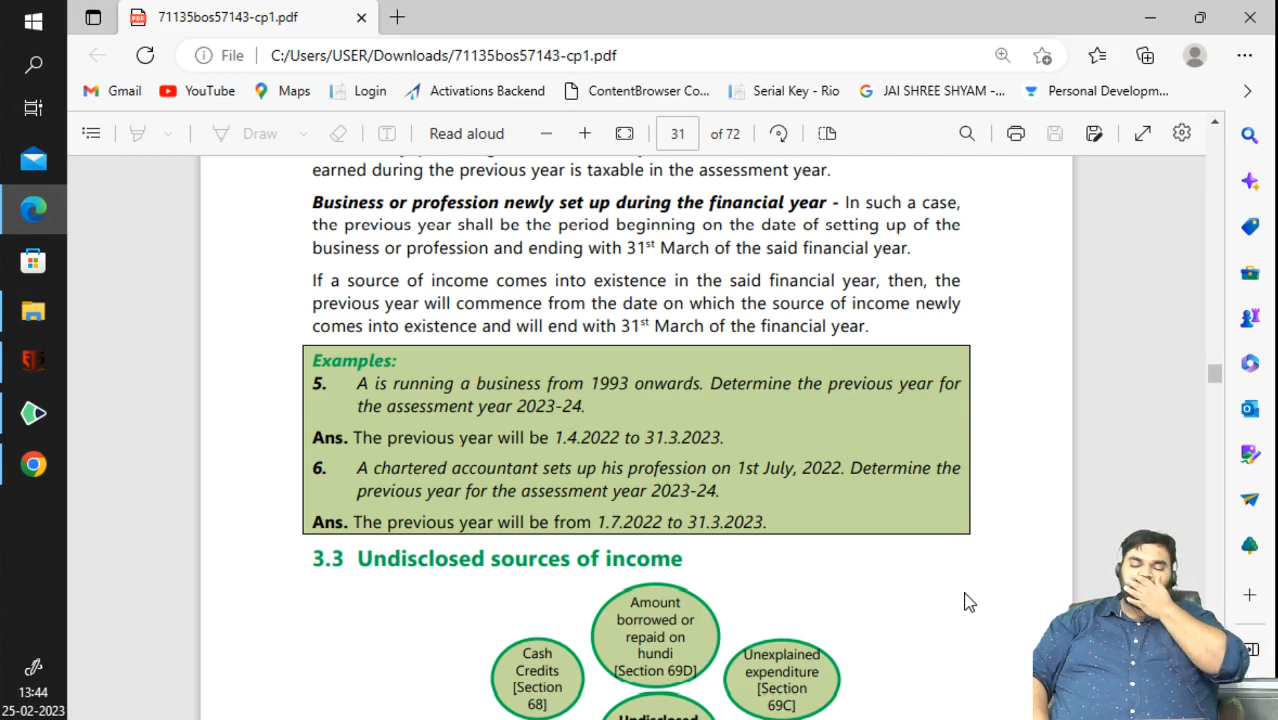 71135bos57143-cp1.pdf
File C:/Users/USER/Downloads/71135bos57143-cp1.pdf
Gmail YouTube Maps Login Activations Backend ContentBrowser Co... Serial Key - Rio JAI SHREE SHYAM -... Personal Developm...
Draw Read aloud 31 of 72
earned during the previous year is taxable in the assessment year.
Business or profession newly set up during the financial year - In such a case,
the previous year shall be the period beginning on the date of setting up of the
business or profession and ending with 31st March of the said financial year.
If a source of income comes into existence in the said financial year, then, the
previous year will commence from the date on which the source of income newly
comes into existence and will end with 31st March of the financial year.
Examples:
5. A is running a business from 1993 onwards. Determine the previous year for
the assessment year 2023-24.
Ans. The previous year will be 1.4.2022 to 31.3.2023.
6. A chartered accountant sets up his profession on 1st July, 2022. Determine the
previous year for the assessment year 2023-24.
Ans. The previous year will be from 1.7.2022 to 31.3.2023.
3.3 Undisclosed sources of income
Amount
borrowed or
repaid on
hundi
[Section 69D]
Cash
Credits
[Section
68]
Unexplained
expenditure
[Section
69C]
Undisclosed
13:44
25-02-2023